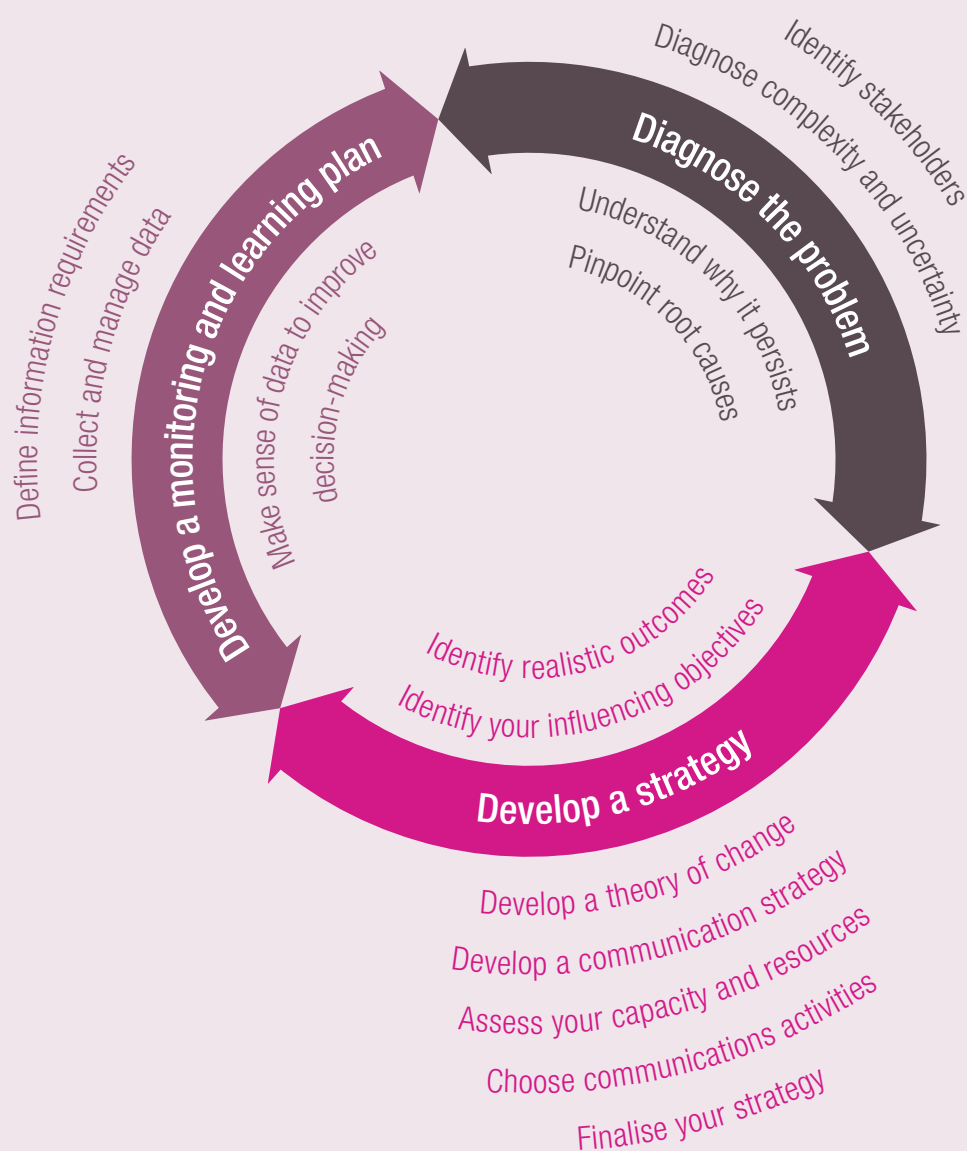 Diagnose the problem
Identify stakeholders
Diagnose complexity and uncertainty
Understand why it persists
Pinpoint root causes
Develop a strategy
Identify realistic outcomes
Identify your influencing objectives
Develop a theory of change
Develop a communication strategy
Assess your capacity and resources
Choose communications activities
Finalise your strategy
Develop a monitoring and learning plan
Define information requirements
Collect and manage data
Make sense of data to improve
decision-making